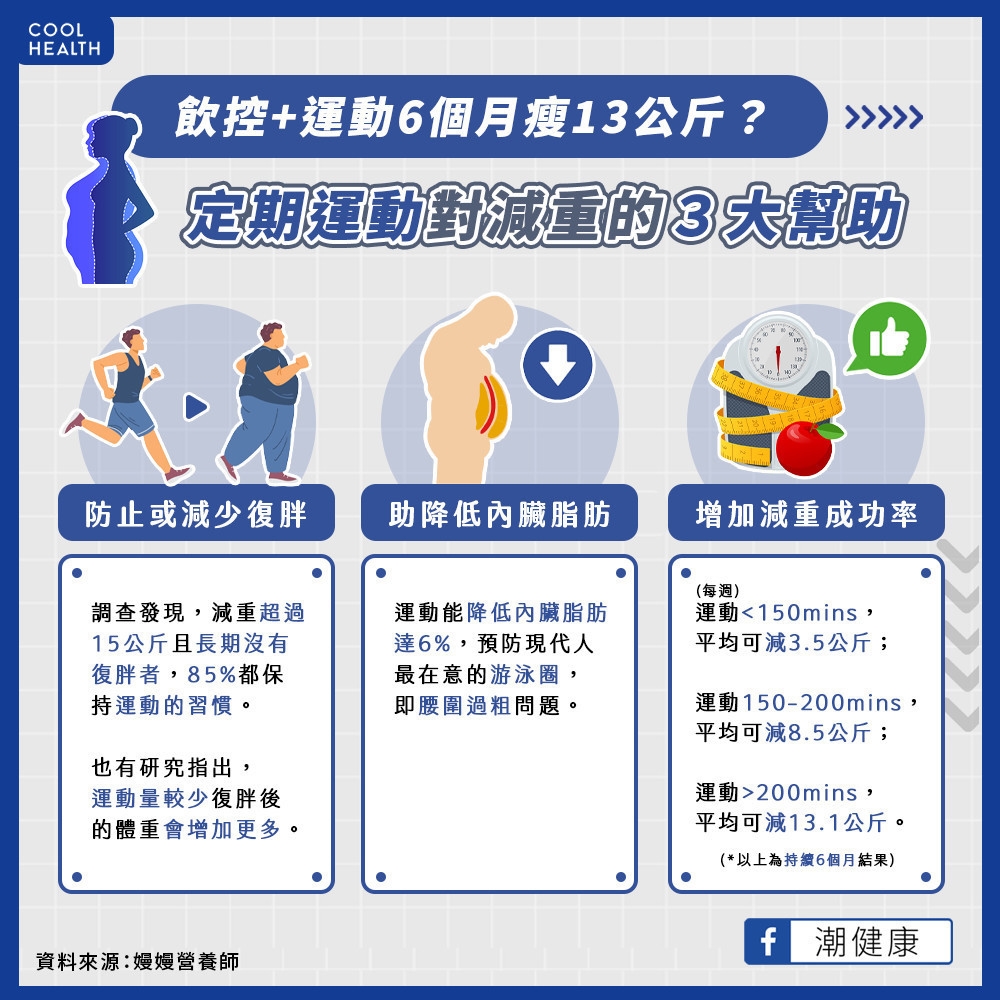 COOL
HEALTH
飲控+運動6個月瘦13公斤？
定期運動對減重的3大幫助
防止或減少復胖
調查發現，減重超過
15公斤且長期沒有
復胖者，85%都保
持運動的習慣。
也有研究指出，
運動量較少復胖後
的體重會增加更多。
助降低內臟脂肪
運動能降低內臟脂肪
達6%，預防現代人
最在意的游泳圈，
即腰圍過粗問題。
增加減重成功率
(每週)
運動<150mins，
平均可減3.5公斤；
運動150-200mins，
平均可減8.5公斤；
運動>200mins，
平均可減13.1公斤。
(*以上為持續6個月結果)
資料來源：嫚嫚營養師
f 潮健康